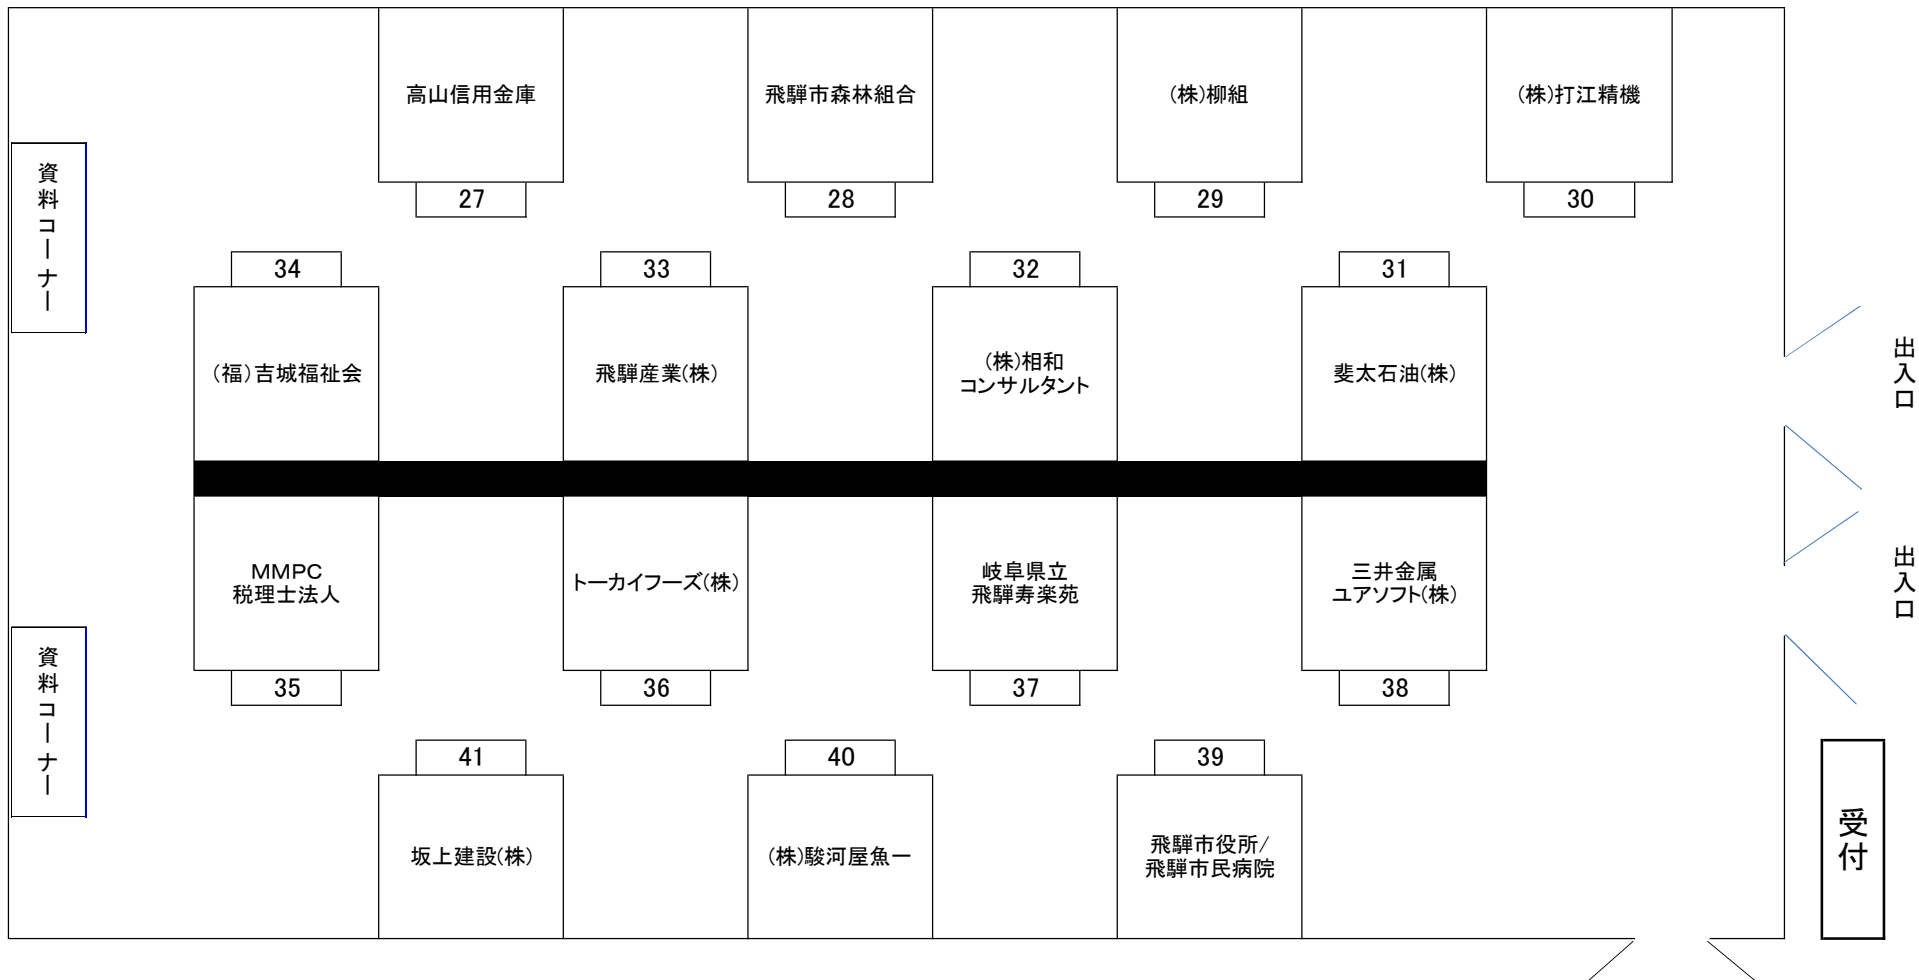 高山信用金庫
飛騨市森林組合
(株)柳組
(株)打江精機
27
28
29
30
資料コーナー
34
33
32
31
(福)吉城福祉会
飛騨産業(株)
(株)相和
コンサルタント
斐太石油(株)
出入口
MMPC
税理士法人
トーカイフーズ(株)
岐阜県立
飛騨寿楽苑
三井金属
ユアソフト(株)
出入口
35
36
37
38
資料コーナー
41
40
39
坂上建設(株)
(株)駿河屋魚一
飛騨市役所/
飛騨市民病院
受付